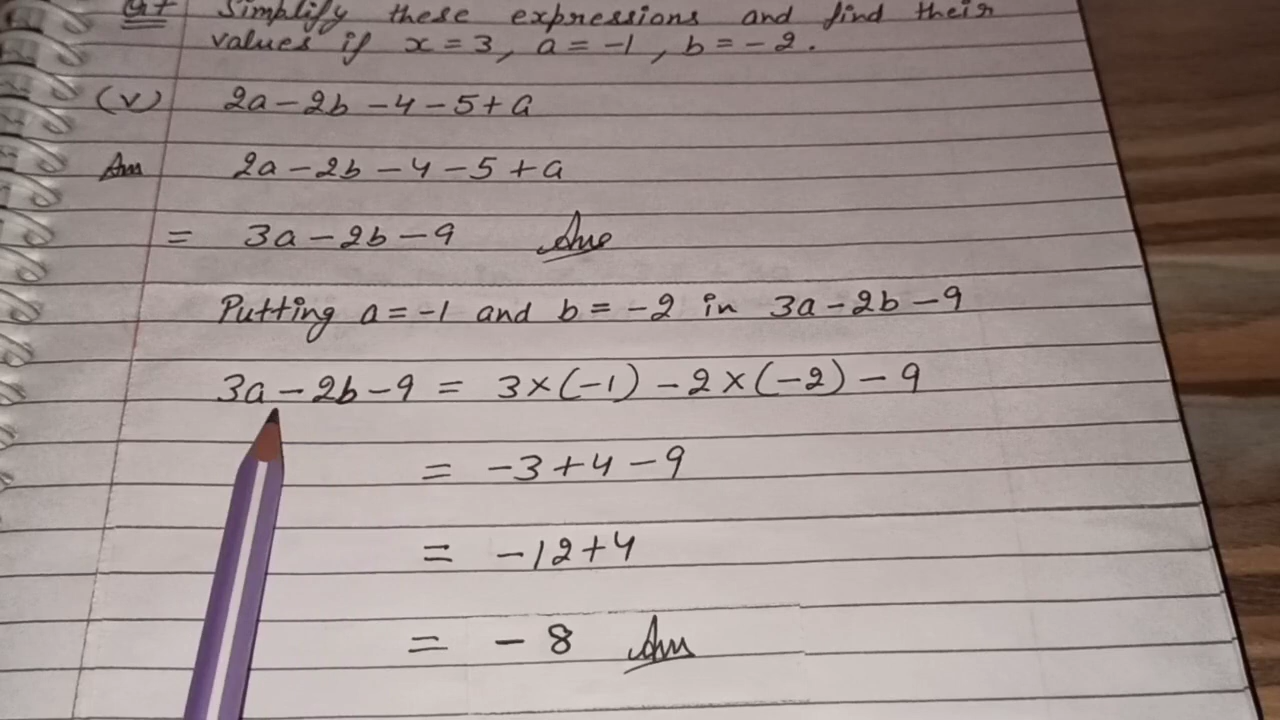 Simplify these expressions and find their
values if x = 3, a = -1, b = -2.
(v) 2a - 2b - 4 - 5 + a
Ans 2a - 2b - 4 - 5 + a
= 3a - 2b - 9 Ans
Putting a = -1 and b = -2 in 3a - 2b - 9
3a - 2b - 9 = 3 × (-1) - 2 × (-2) - 9
= -3 + 4 - 9
= -12 + 4
= -8 Ans